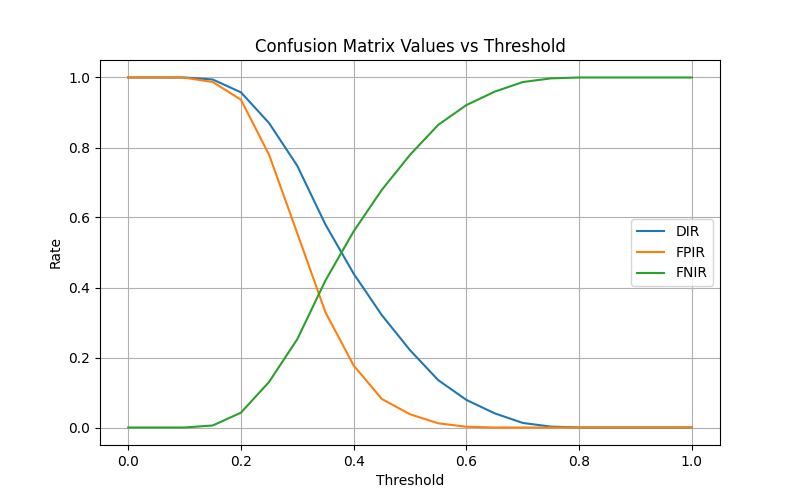 Confusion Matrix Values vs Threshold
Rate
1.0
0.8
0.6
0.4
0.2
0.0
DIR
FPIR
FNIR
0.0 0.2 0.4 0.6 0.8 1.0
Threshold